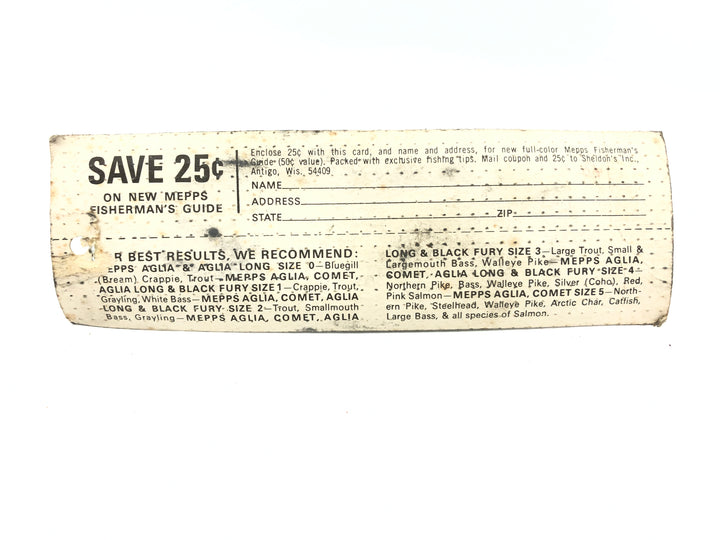 SAVE 25¢
ON NEW MEPPS
FISHERMAN'S GUIDE
Enclose 25¢ with this card, and name and address, for new full-color Mepps Fisherman's
Guide (50¢ value). Packed with exclusive fishing tips. Mail coupon and 25¢ to Sheldon's Inc.,
Antigo, Wis. 54409
NAME
ADDRESS
STATE ZIP
R BEST RESULTS, WE RECOMMEND:
EPPS AGLIA & AGLIA LONG SIZE 0—Bluegill
(Bream) Crappie, Trout—MEPPS AGLIA, COMET,
AGLIA LONG & BLACK FURY SIZE 1—Crappie, Trout,
Grayling, White Bass—MEPPS AGLIA, COMET, AGLIA
LONG & BLACK FURY SIZE 2—Trout, Smallmouth
Bass, Grayling—MEPPS AGLIA, COMET, AGLIA
LONG & BLACK FURY SIZE 3—Large Trout, Small &
Largemouth Bass, Walleye Pike—MEPPS AGLIA,
COMET, AGLIA LONG & BLACK FURY SIZE 4—
Northern Pike, Bass, Walleye Pike, Silver (Coho), Red,
Pink Salmon—MEPPS AGLIA, COMET SIZE 5—North-
ern Pike, Steelhead, Walleye Pike, Arctic Char, Catfish,
Large Bass, & all species of Salmon.